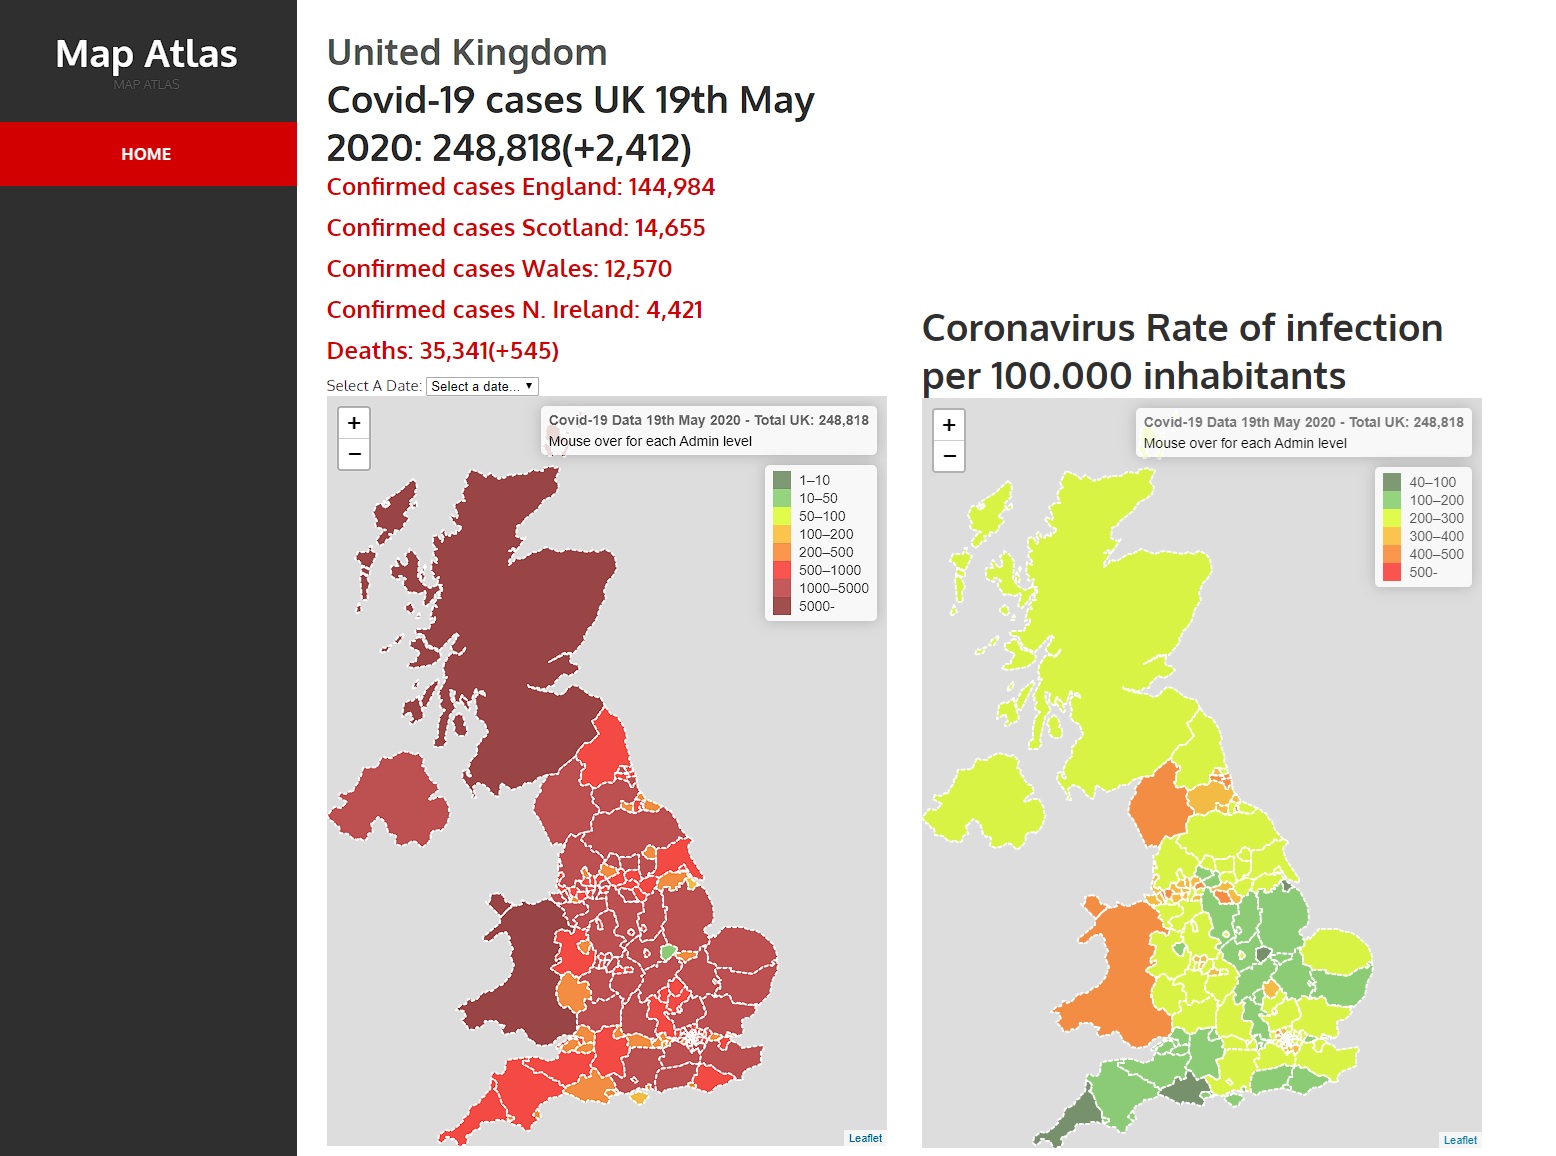 Map Atlas
MAP ATLAS
HOME
United Kingdom
Covid-19 cases UK 19th May
2020: 248,818(+2,412)
Confirmed cases England: 144,984
Confirmed cases Scotland: 14,655
Confirmed cases Wales: 12,570
Confirmed cases N. Ireland: 4,421
Deaths: 35,341(+545)
Select A Date: Select a date...
+
−
Covid-19 Data 19th May 2020 - Total UK: 248,818
Mouse over for each Admin level
1–10
10–50
50–100
100–200
200–500
500–1000
1000–5000
5000-
Leaflet
Coronavirus Rate of infection
per 100.000 inhabitants
+
−
Covid-19 Data 19th May 2020 - Total UK: 248,818
Mouse over for each Admin level
40–100
100–200
200–300
300–400
400–500
500-
Leaflet